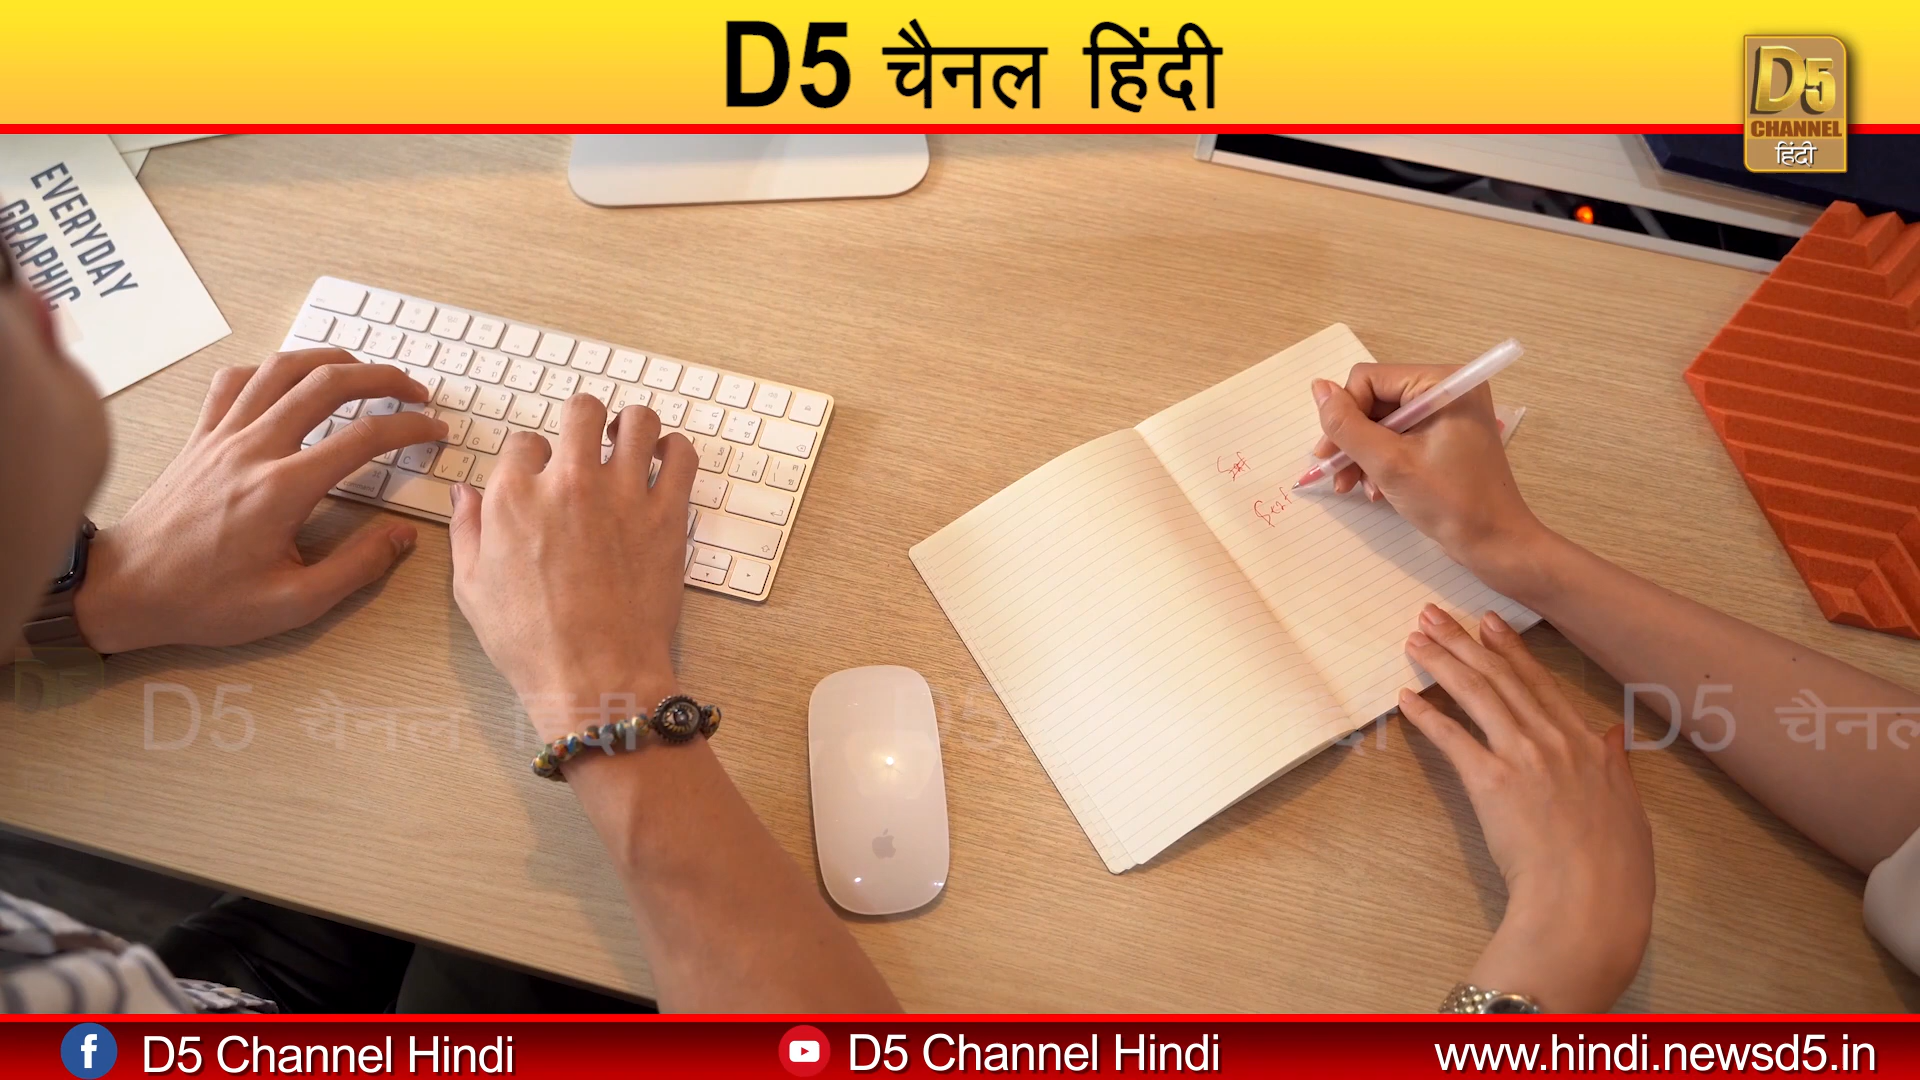 D5 चैनल हिंदी
D5
CHANNEL
हिंदी
EVERYDAY
GRAPHIC
D5 चैनल हिंदी
D5 चैनल
D5 Channel Hindi
D5 Channel Hindi
www.hindi.newsd5.in